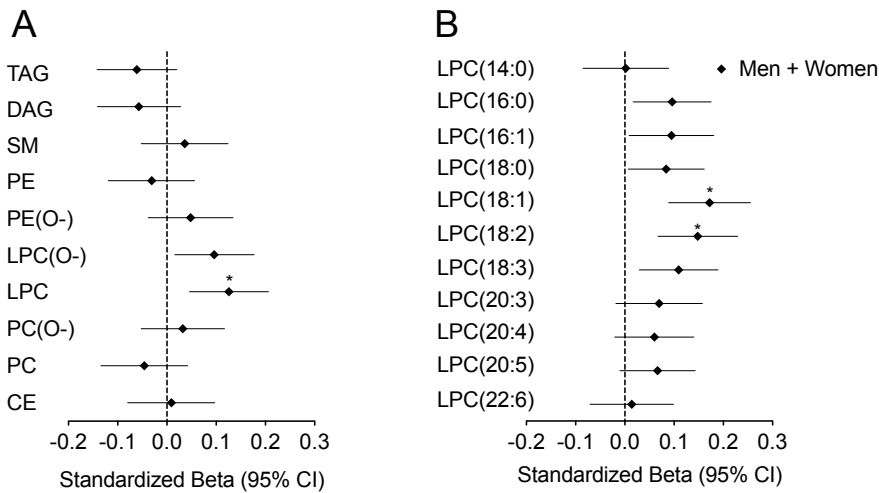 A
TAG
DAG
SM
PE
PE(O-)
LPC(O-)
*
LPC
PC(O-)
PC
CE
-0.2 -0.1 0.0 0.1 0.2 0.3
Standardized Beta (95% CI)
B
LPC(14:0)
Men + Women
LPC(16:0)
LPC(16:1)
LPC(18:0)
*
LPC(18:1)
*
LPC(18:2)
LPC(18:3)
LPC(20:3)
LPC(20:4)
LPC(20:5)
LPC(22:6)
-0.2 -0.1 0.0 0.1 0.2 0.3
Standardized Beta (95% CI)